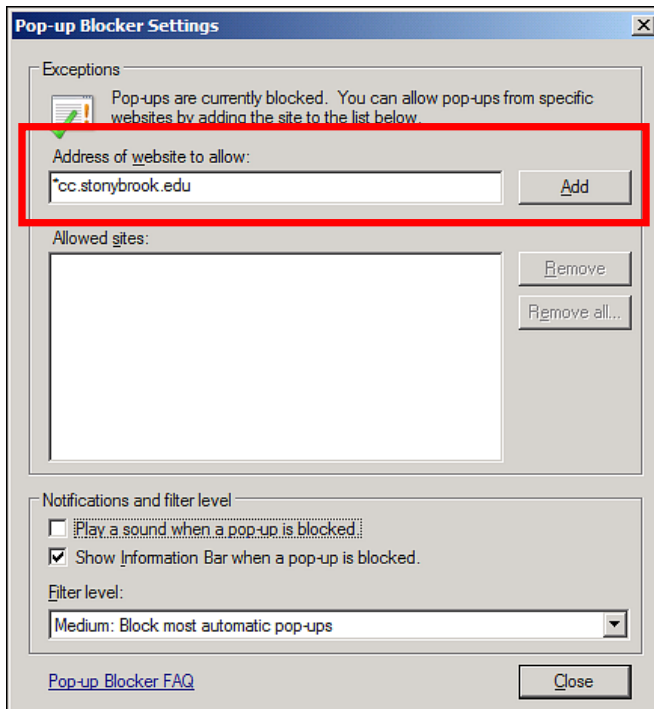 Pop-up Blocker Settings
Exceptions
Pop-ups are currently blocked. You can allow pop-ups from specific
websites by adding the site to the list below.
Address of website to allow:
*cc.stonybrook.edu
Add
Allowed sites:
Remove
Remove all...
Notifications and filter level
Play a sound when a pop-up is blocked.
Show Information Bar when a pop-up is blocked.
Filter level:
Medium: Block most automatic pop-ups
Pop-up Blocker FAQ
Close